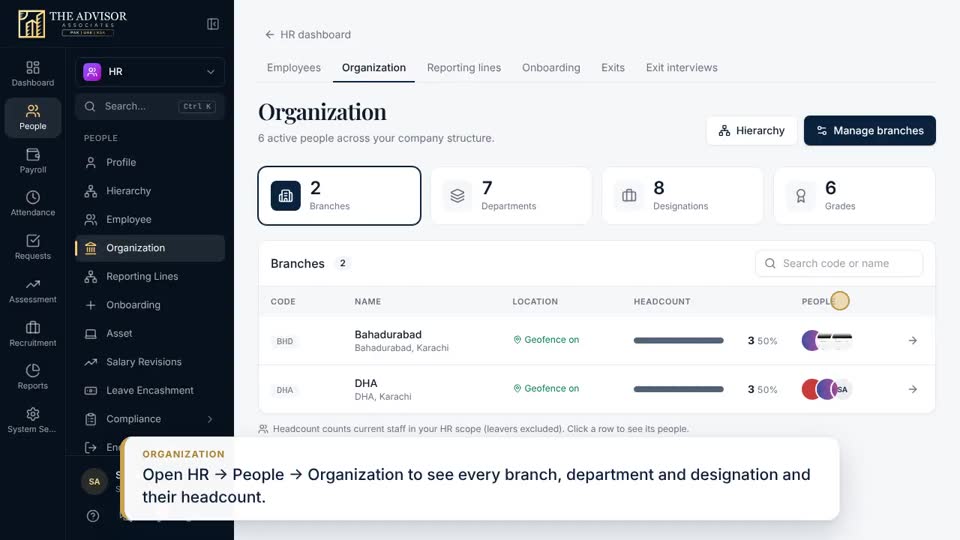 THE ADVISOR
ASSOCIATES
PAK | UAE | KSA
Dashboard
People
Payroll
Attendance
Requests
Assessment
Recruitment
Reports
System Se...
HR
Search...
Ctrl K
PEOPLE
Profile
Hierarchy
Employee
Organization
Reporting Lines
Onboarding
Asset
Salary Revisions
Leave Encashment
Compliance
SA
HR dashboard
Employees
Organization
Reporting lines
Onboarding
Exits
Exit interviews
Organization
6 active people across your company structure.
Hierarchy
Manage branches
2
Branches
7
Departments
8
Designations
6
Grades
Branches 2
Search code or name
CODE NAME LOCATION HEADCOUNT PEOPLE
BHD
Bahadurabad
Bahadurabad, Karachi
Geofence on
3 50%
DHA
DHA
DHA, Karachi
Geofence on
3 50%
SA
Headcount counts current staff in your HR scope (leavers excluded). Click a row to see its people.
ORGANIZATION
Open HR → People → Organization to see every branch, department and designation and
their headcount.